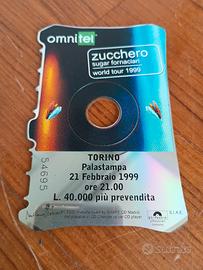 omnitel
zucchero
sugar fornaciari
world tour 1999
54695
TORINO
Palastampa
21 Febbraio 1999
ore 21.00
L. 40.000 più prevendita
S.I.A.E.
SUBITO